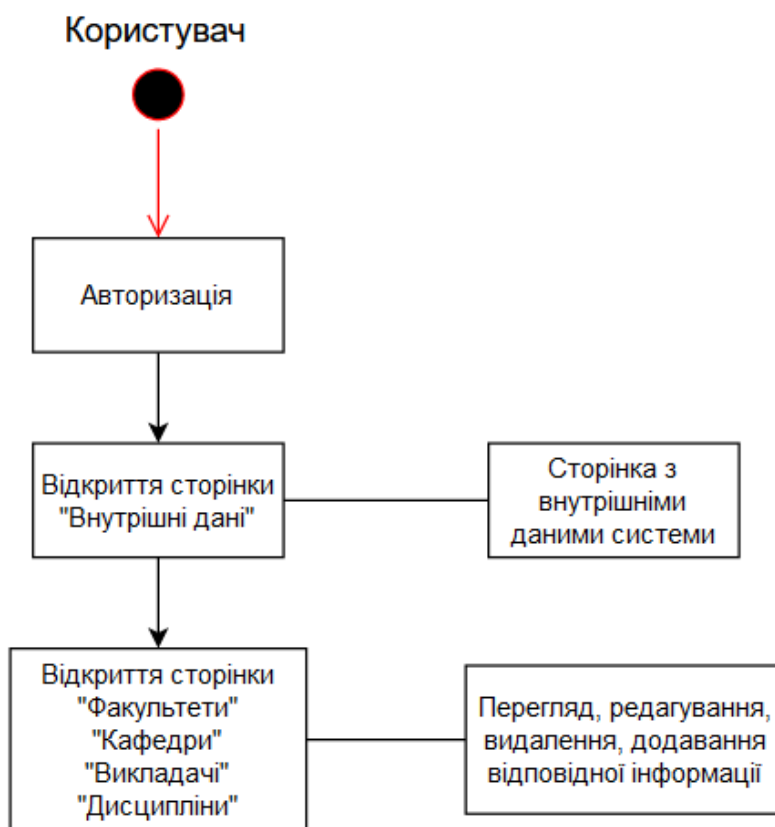 Користувач
Авторизація
Відкриття сторінки
"Внутрішні дані"
Сторінка з
внутрішніми
даними системи
Відкриття сторінки
"Факультети"
"Кафедри"
"Викладачі"
"Дисципліни"
Перегляд, редагування,
видалення, додавання
відповідної інформації